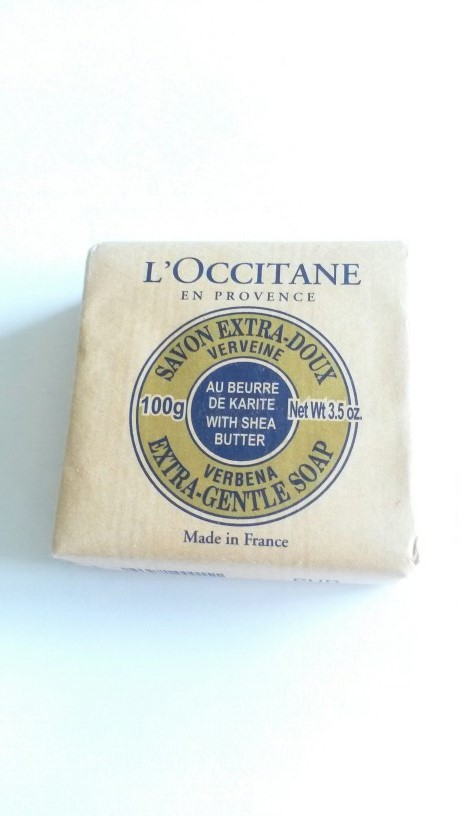 L'OCCITANE
EN PROVENCE
SAVON EXTRA-DOUX
VERVEINE
100g
AU BEURRE
DE KARITE
WITH SHEA
BUTTER
Net Wt 3.5 oz.
VERBENA
EXTRA-GENTLE SOAP
Made in France